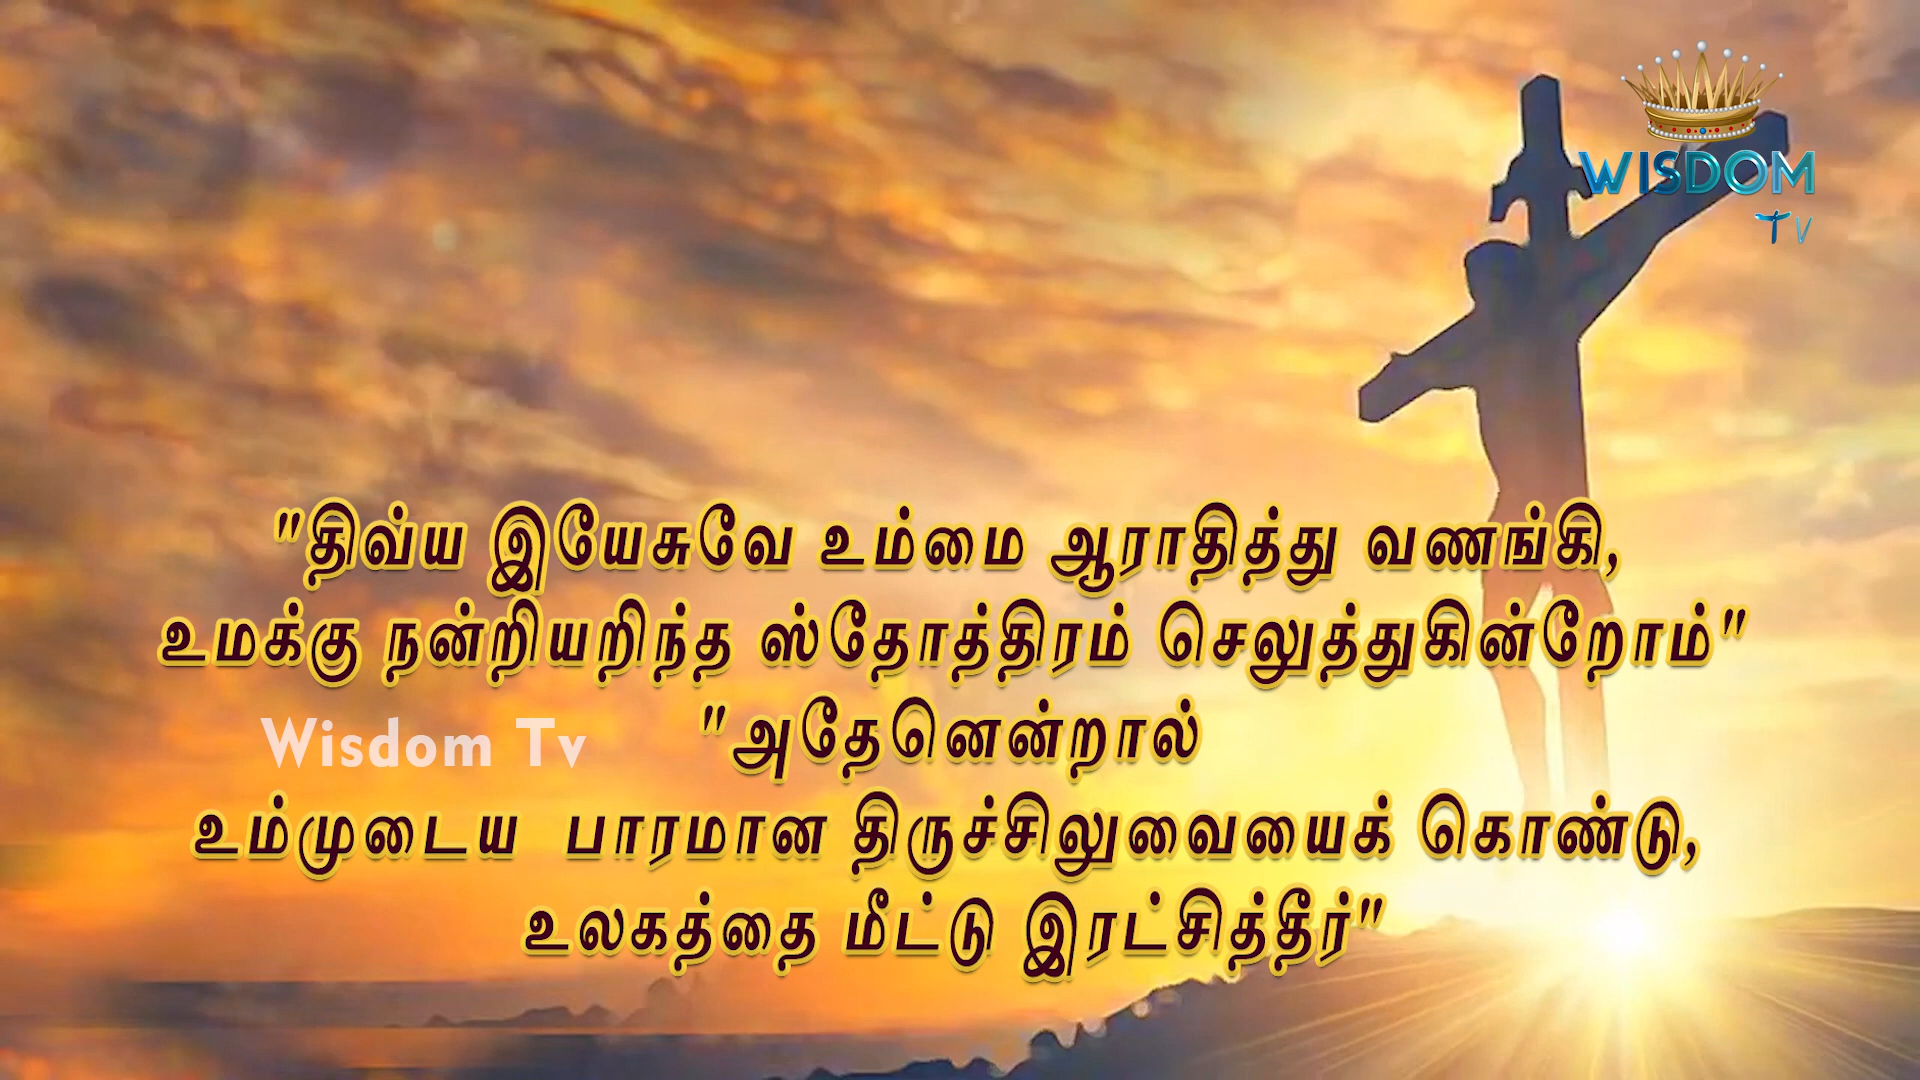 WISDOM
TV
"திவ்ய இயேசுவே உம்மை ஆராதித்து வணங்கி,
உமக்கு நன்றியறிந்த ஸ்தோத்திரம் செலுத்துகின்றோம்"
Wisdom Tv "அதேனென்றால்
உம்முடைய பாரமான திருச்சிலுவையைக் கொண்டு,
உலகத்தை மீட்டு இரட்சித்தீர்"